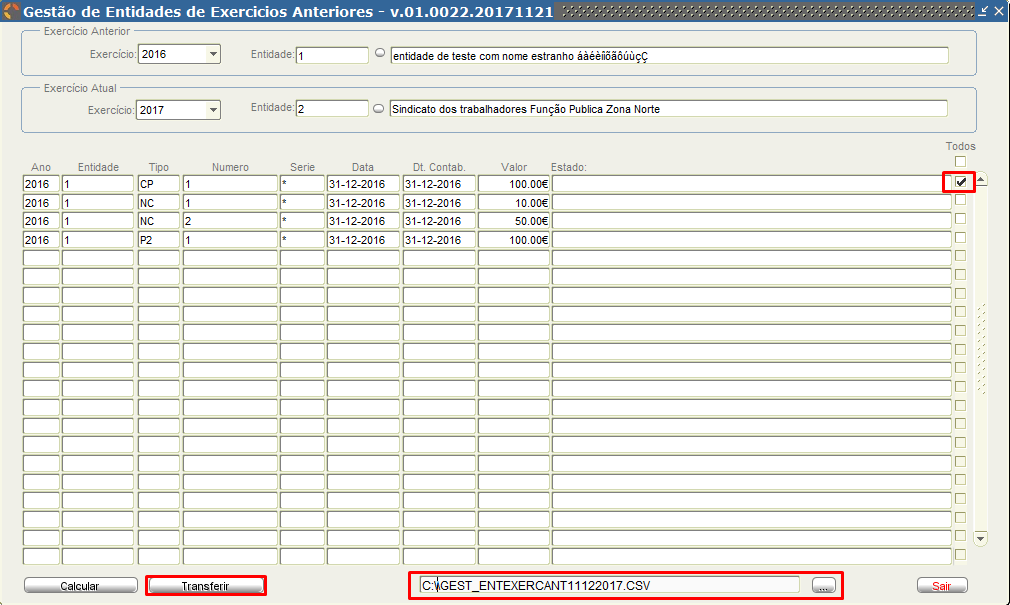 Gestão de Entidades de Exercicios Anteriores - v.01.0022.20171121
Exercício Anterior
Exercício: 2016 Entidade: 1 entidade de teste com nome estranho áàéèíîõãôúùçÇ
Exercício Atual
Exercício: 2017 Entidade: 2 Sindicato dos trabalhadores Função Publica Zona Norte
Todos
Ano Entidade Tipo Numero Serie Data Dt. Contab. Valor Estado:
2016 1 CP 1 * 31-12-2016 31-12-2016 100.00€
2016 1 NC 1 * 31-12-2016 31-12-2016 10.00€
2016 1 NC 2 * 31-12-2016 31-12-2016 50.00€
2016 1 P2 1 * 31-12-2016 31-12-2016 100.00€
Calcular Transferir C:\GEST_ENTEXERCANT11122017.CSV ... Sair